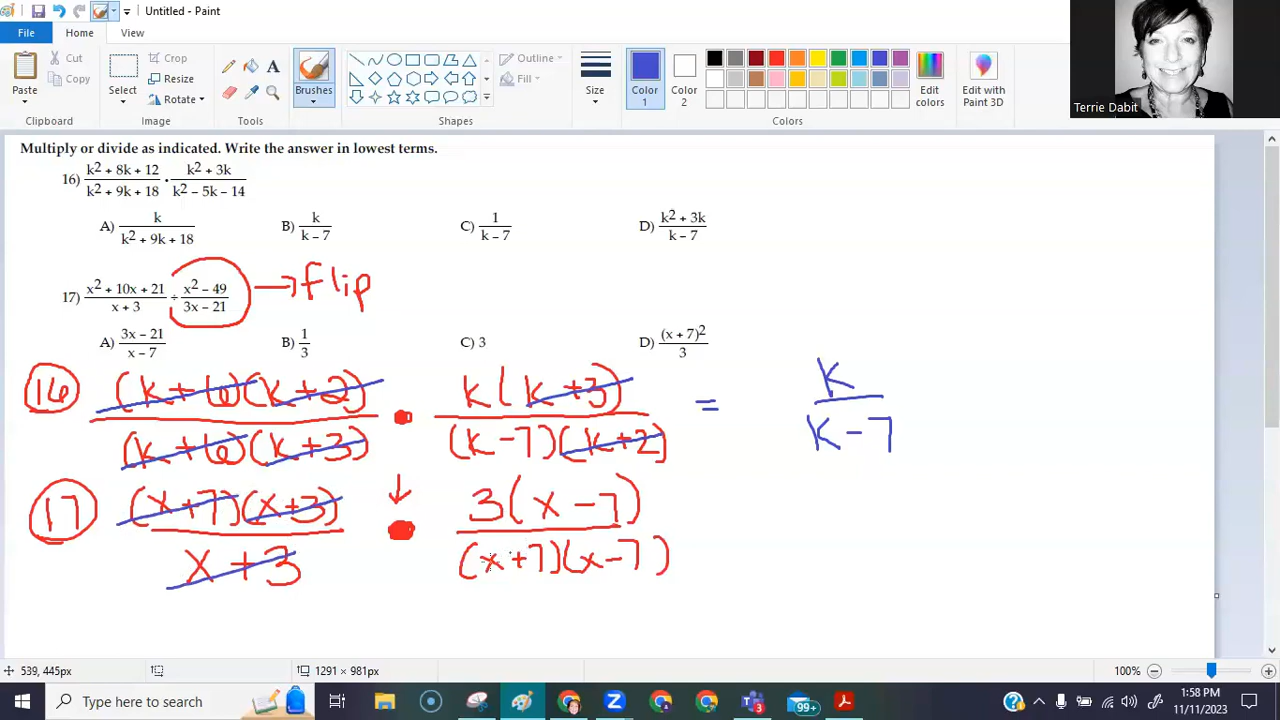 Untitled - Paint
File Home View
Paste Cut Copy Clipboard
Select Crop Resize Rotate Image
Tools
Brushes
Outline Fill Shapes
Size
Color 1 Color 2 Edit colors Edit with Paint 3D Colors
Terrie Dabit
Multiply or divide as indicated. Write the answer in lowest terms.
16) k² + 8k + 12 / k² + 9k + 18 · k² + 3k / k² − 5k − 14
A) k / k² + 9k + 18 B) k / k − 7 C) 1 / k − 7 D) k² + 3k / k − 7
17) x² + 10x + 21 / x + 3 ÷ x² − 49 / 3x − 21 → flip
A) 3x − 21 / x − 7 B) 1 / 3 C) 3 D) (x + 7)² / 3
16 (k+6)(k+2) / (k+6)(k+3) • k(k+3) / (k-7)(k+2) = k / k-7
17 (x+7)(x+3) / x+3 ↓ • 3(x-7) / (x+7)(x-7)
539, 445px 1291 × 981px 100%
Type here to search 3 99+ 1:58 PM
11/11/2023